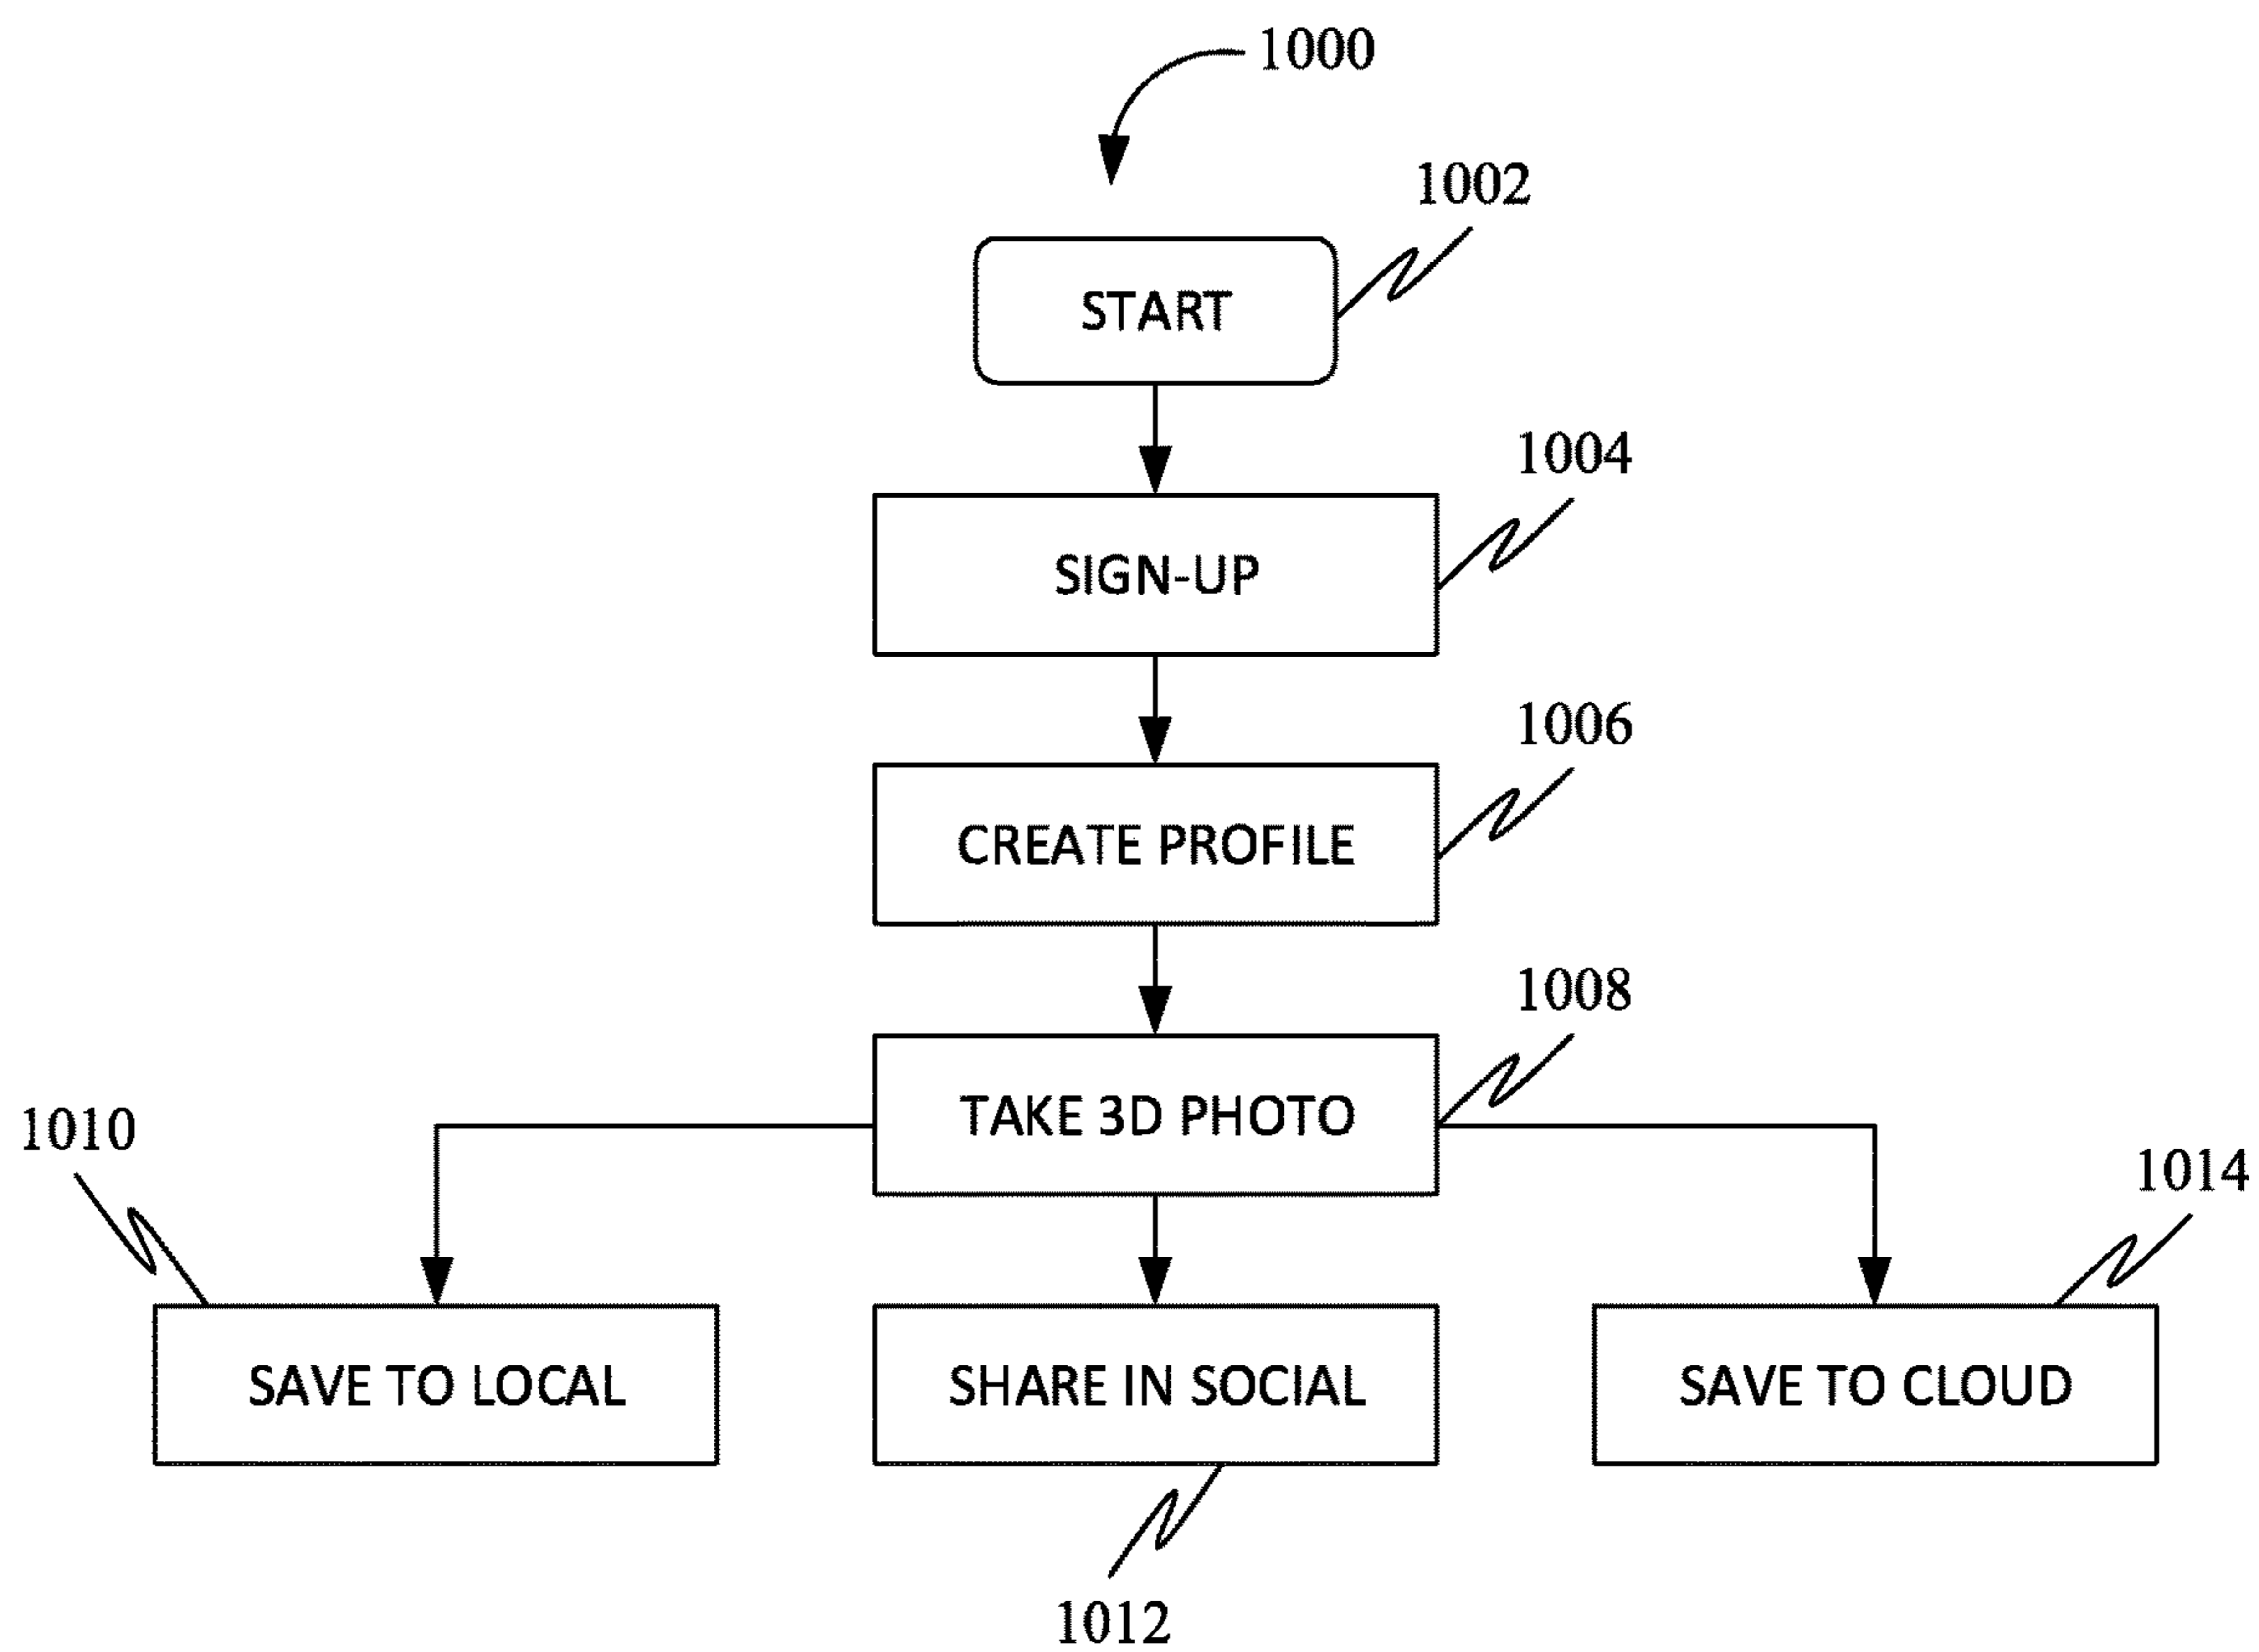 1000
1002
START
1004
SIGN-UP
1006
CREATE PROFILE
1008
TAKE 3D PHOTO
1010
1014
SAVE TO LOCAL
SHARE IN SOCIAL
SAVE TO CLOUD
1012